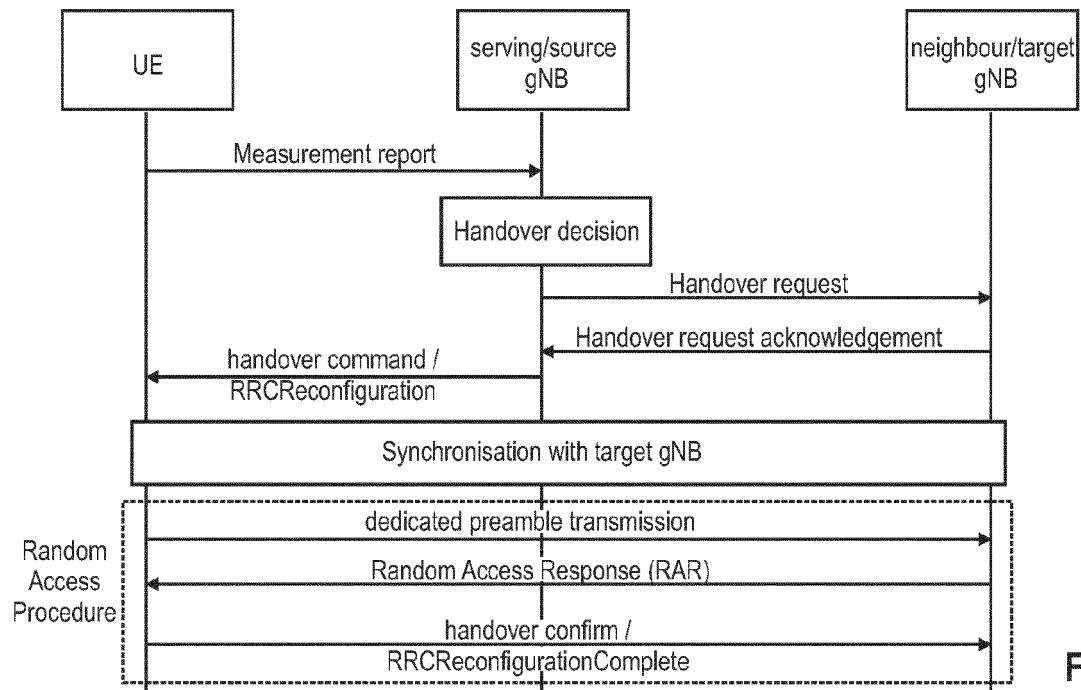 UE
serving/source
gNB
neighbour/target
gNB
Measurement report
Handover decision
Handover request
Handover request acknowledgement
handover command /
RRCReconfiguration
Synchronisation with target gNB
dedicated preamble transmission
Random
Access
Procedure
Random Access Response (RAR)
handover confirm /
RRCReconfigurationComplete
F